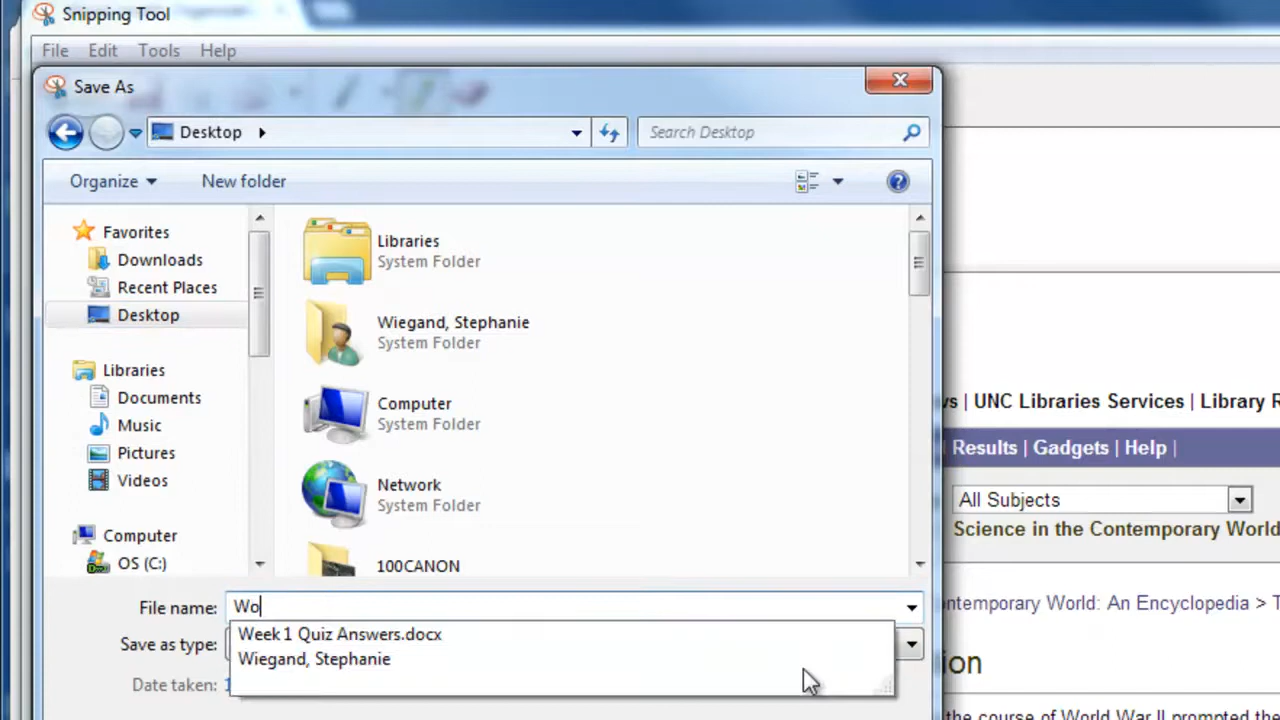 Snipping Tool
File Edit Tools Help
Save As
Desktop
Search Desktop
Organize New folder
Favorites
Downloads
Recent Places
Desktop
Libraries
Documents
Music
Pictures
Videos
Computer
OS (C:)
Libraries
System Folder
Wiegand, Stephanie
System Folder
Computer
System Folder
Network
System Folder
100CANON
File name: Wo
Week 1 Quiz Answers.docx
Wiegand, Stephanie
Save as type:
Date taken:
| UNC Libraries Services | Library
Results | Gadgets | Help |
All Subjects
Science in the Contemporary World
World: An Encyclopedia >
the course of World War II prompted the